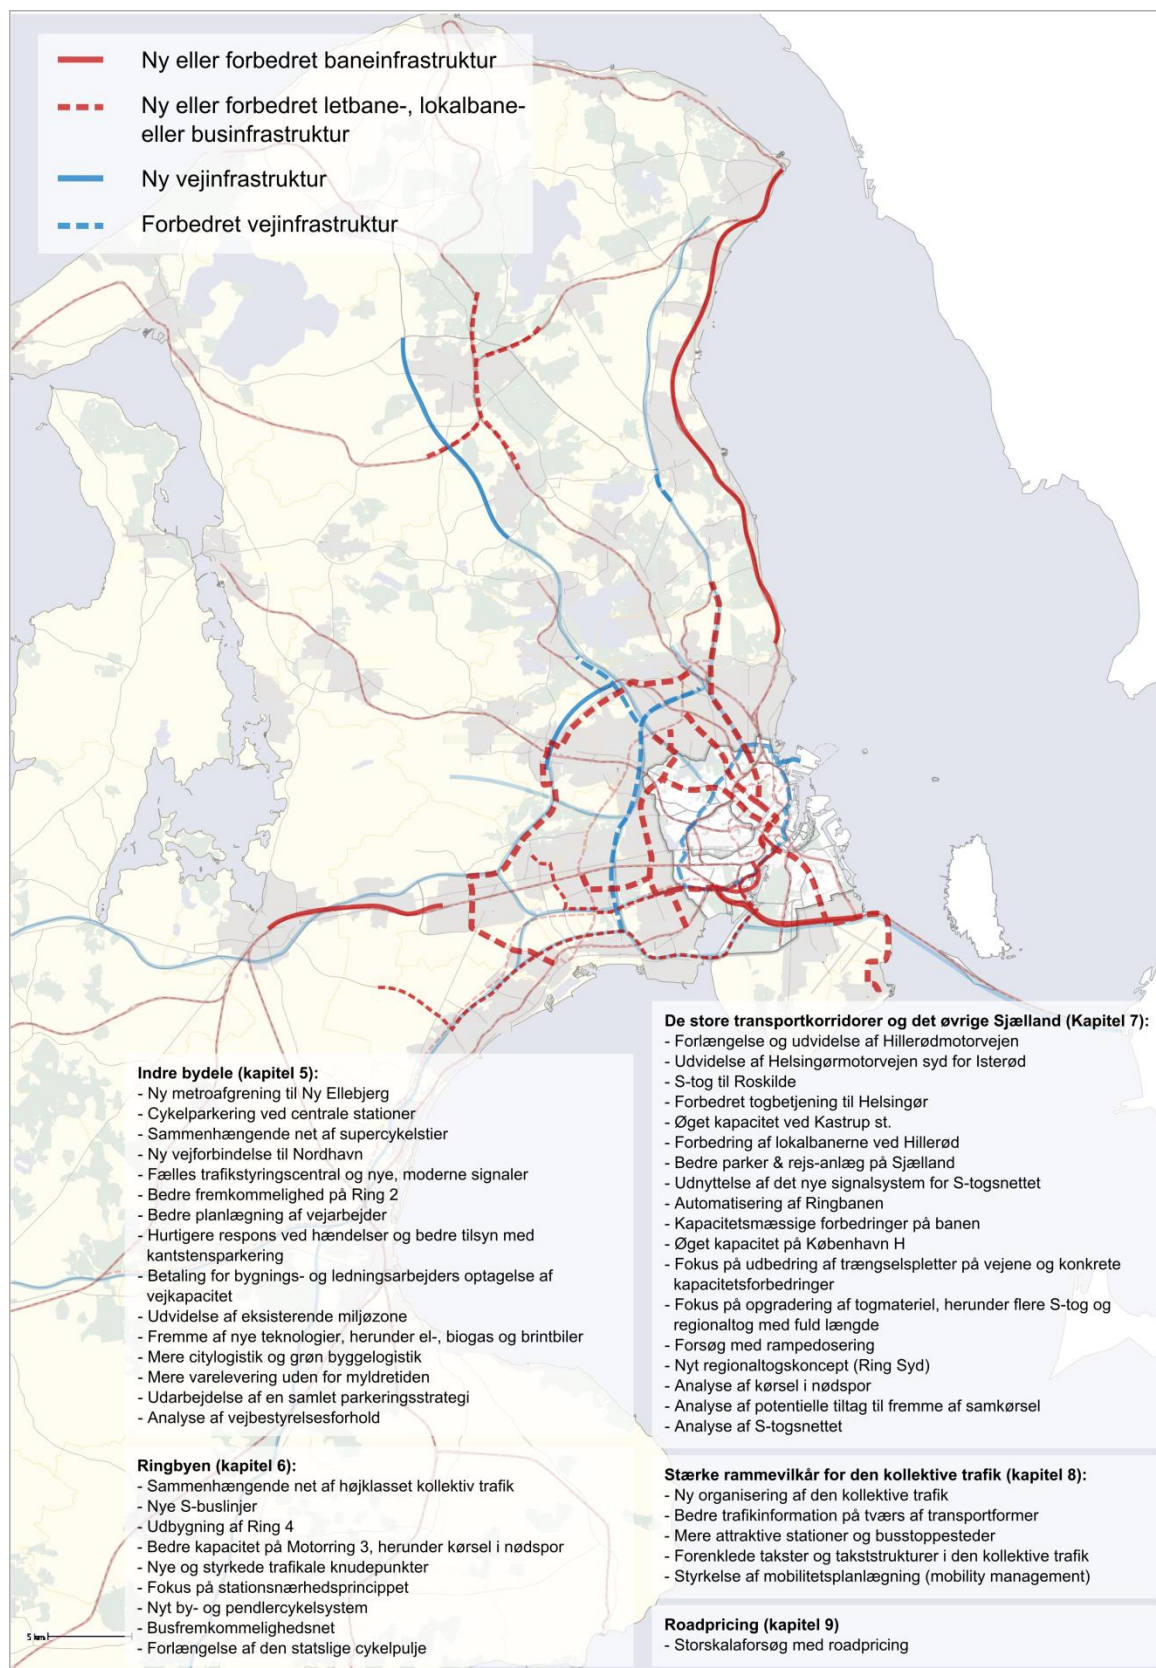 Ny eller forbedret baneinfrastruktur
Ny eller forbedret letbane-, lokalbane-
eller businfrastruktur
Ny vejinfrastruktur
Forbedret vejinfrastruktur
Indre bydele (kapitel 5):
- Ny metroafgrening til Ny Ellebjerg
- Cykelparkering ved centrale stationer
- Sammenhængende net af supercykelstier
- Ny vejforbindelse til Nordhavn
- Fælles trafikstyringscentral og nye, moderne signaler
- Bedre fremkommelighed på Ring 2
- Bedre planlægning af vejarbejder
- Hurtigere respons ved hændelser og bedre tilsyn med
kantstensparkering
- Betaling for bygnings- og ledningsarbejders optagelse af
vejkapacitet
- Udvidelse af eksisterende miljøzone
- Fremme af nye teknologier, herunder el-, biogas og brintbiler
- Mere citylogistik og grøn byggelogistik
- Mere varelevering uden for myldretiden
- Udarbejdelse af en samlet parkeringsstrategi
- Analyse af vejbestyrelsesforhold
Ringbyen (kapitel 6):
- Sammenhængende net af højklasset kollektiv trafik
- Nye S-buslinjer
- Udbygning af Ring 4
- Bedre kapacitet på Motorring 3, herunder kørsel i nødspor
- Nye og styrkede trafikale knudepunkter
- Fokus på stationsnærhedsprincippet
- Nyt by- og pendlercykelsystem
- Busfremkommelighedsnet
- Forlængelse af den statslige cykelpulje
5 km
De store transportkorridorer og det øvrige Sjælland (Kapitel 7):
- Forlængelse og udvidelse af Hillerødmotorvejen
- Udvidelse af Helsingørmotorvejen syd for Isterød
- S-tog til Roskilde
- Forbedret togbetjening til Helsingør
- Øget kapacitet ved Kastrup st.
- Forbedring af lokalbanerne ved Hillerød
- Bedre parker & rejs-anlæg på Sjælland
- Udnyttelse af det nye signalsystem for S-togsnettet
- Automatisering af Ringbanen
- Kapacitetsmæssige forbedringer på banen
- Øget kapacitet på København H
- Fokus på udbedring af trængselspletter på vejene og konkrete
kapacitetsforbedringer
- Fokus på opgradering af togmateriel, herunder flere S-tog og
regionaltog med fuld længde
- Forsøg med rampedosering
- Nyt regionaltogskoncept (Ring Syd)
- Analyse af kørsel i nødspor
- Analyse af potentielle tiltag til fremme af samkørsel
- Analyse af S-togsnettet
Stærke rammevilkår for den kollektive trafik (kapitel 8):
- Ny organisering af den kollektive trafik
- Bedre trafikinformation på tværs af transportformer
- Mere attraktive stationer og busstoppesteder
- Forenklede takster og takststrukturer i den kollektive trafik
- Styrkelse af mobilitetsplanlægning (mobility management)
Roadpricing (kapitel 9)
- Storskalaforsøg med roadpricing